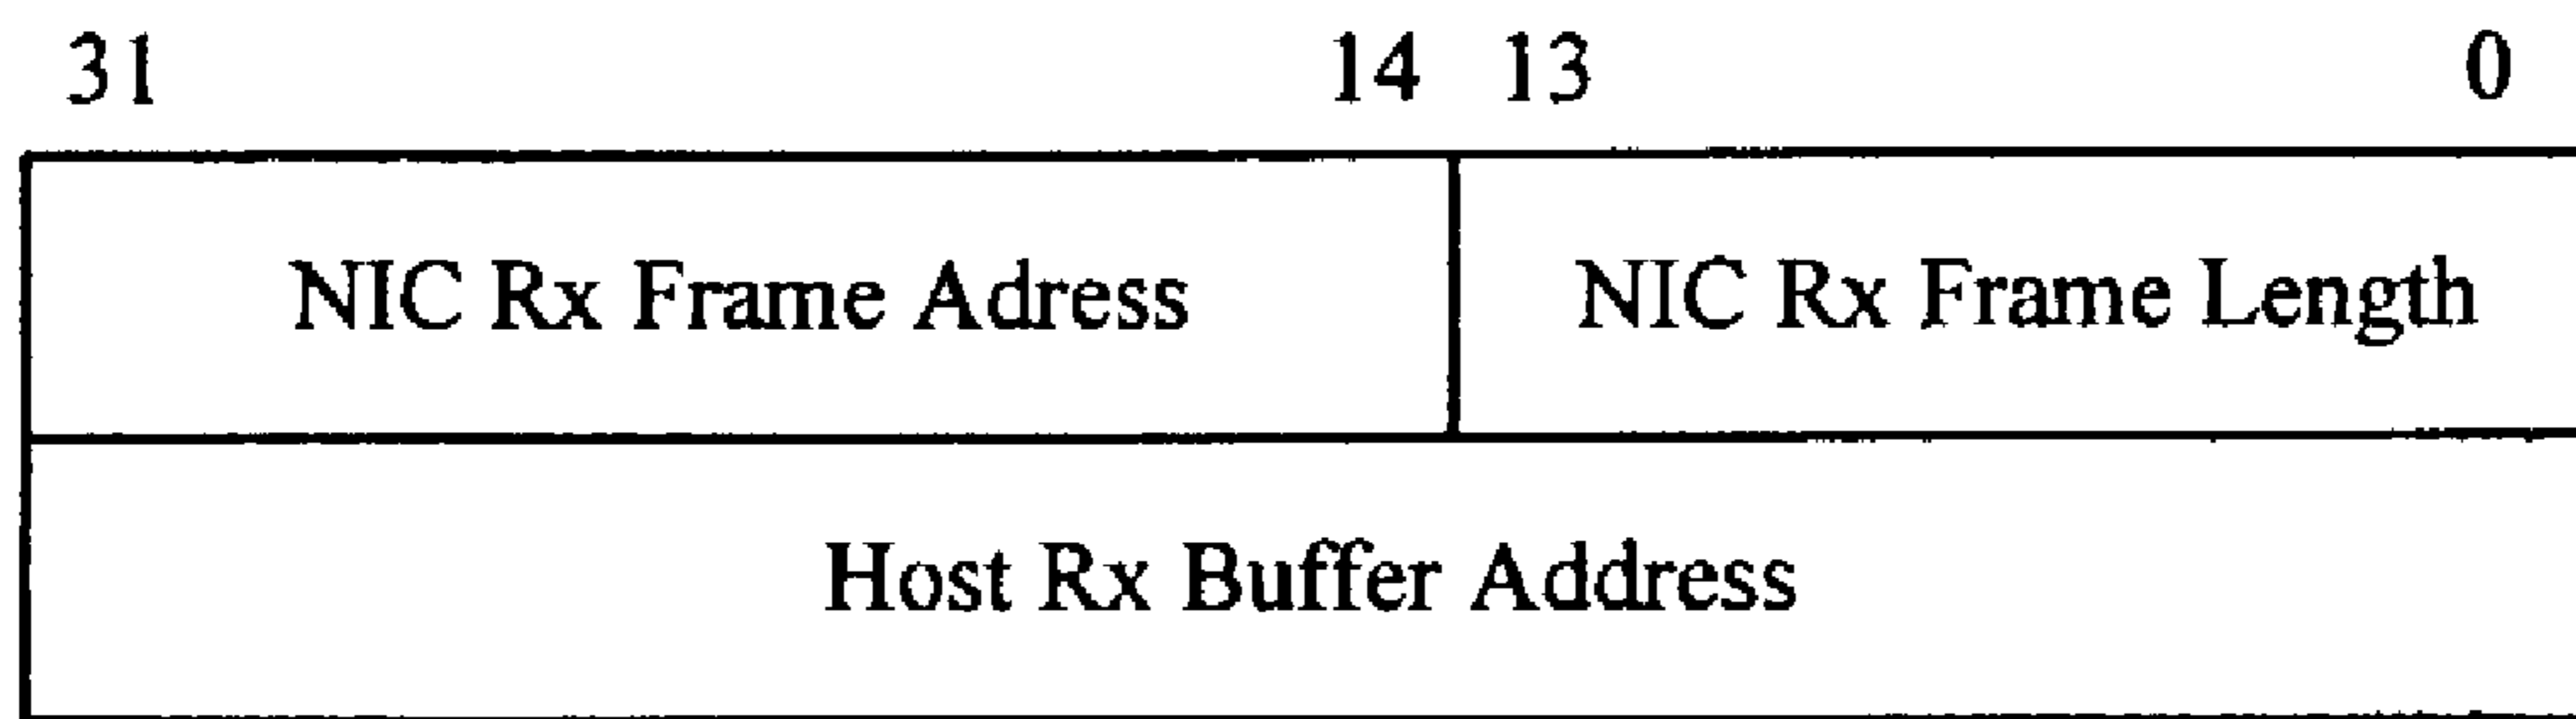 31 14 13 0
NIC Rx Frame Adress NIC Rx Frame Length
Host Rx Buffer Address